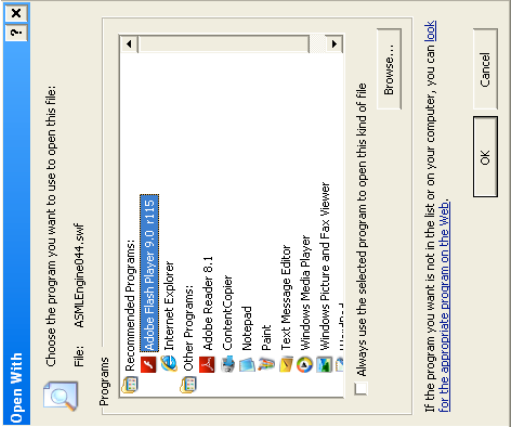 Open With
Choose the program you want to use to open this file:
File: ASMLEngine044.swf
Programs
Recommended Programs:
Adobe Flash Player 9.0 r115
Internet Explorer
Other Programs:
Adobe Reader 8.1
ContentCopier
Notepad
Paint
Text Message Editor
Windows Media Player
Windows Picture and Fax Viewer
Always use the selected program to open this kind of file
Browse...
If the program you want is not in the list or on your computer, you can look
for the appropriate program on the Web.
OK
Cancel